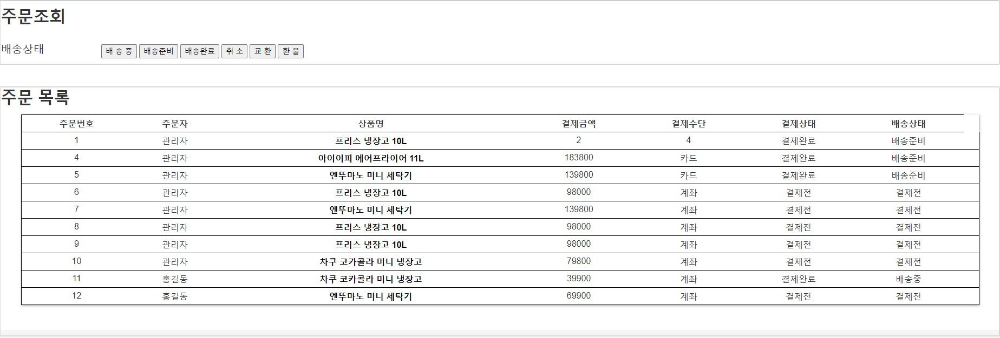 주문조회
배송상태 배 송 중 배송준비 배송완료 취 소 교 환 환 불
주문 목록
주문번호 주문자 상품명 결제금액 결제수단 결제상태 배송상태
1 관리자 프리스 냉장고 10L 2 4 결제완료 배송준비
4 관리자 아이이피 에어프라이어 11L 183800 카드 결제완료 배송준비
5 관리자 엔뚜마노 미니 세탁기 139800 카드 결제완료 배송준비
6 관리자 프리스 냉장고 10L 98000 계좌 결제전 결제전
7 관리자 엔뚜마노 미니 세탁기 139800 계좌 결제전 결제전
8 관리자 프리스 냉장고 10L 98000 계좌 결제전 결제전
9 관리자 프리스 냉장고 10L 98000 계좌 결제전 결제전
10 관리자 차쿠 코카콜라 미니 냉장고 79800 계좌 결제전 결제전
11 홍길동 차쿠 코카콜라 미니 냉장고 39900 계좌 결제완료 배송중
12 홍길동 엔뚜마노 미니 세탁기 69900 계좌 결제전 결제전